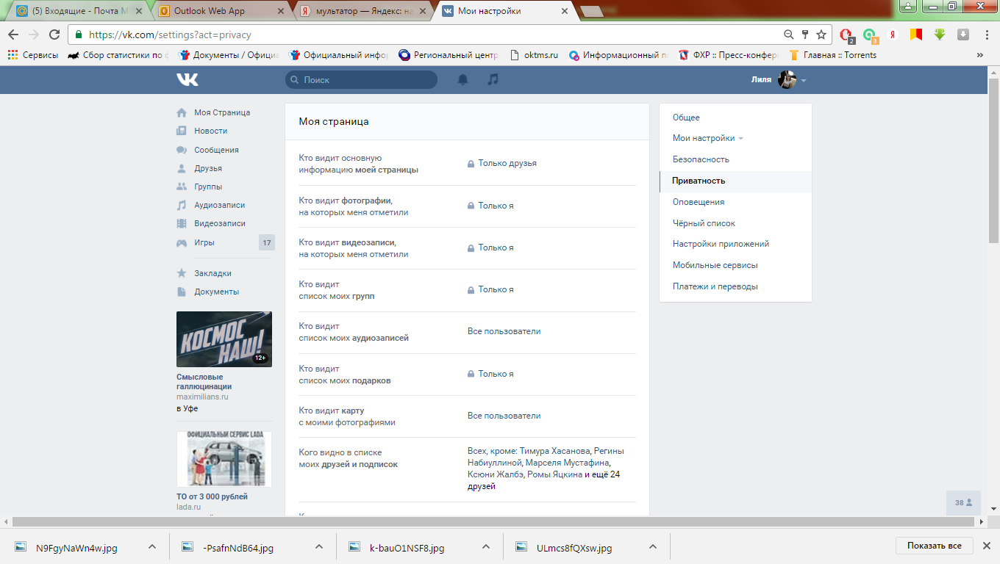 (5) Входящие - Почта M
Outlook Web App
мультатор — Яндекс: на
Мои настройки
https://vk.com/settings?act=privacy
2
3
Я
Сервисы
Сбор статистики по ф
Документы / Официа
Официальный инфор
Региональный центр
oktms.ru
Информационный п
ФХР :: Пресс-конфер
Главная :: Torrents
»
Поиск
Лиля
Моя Страница
Новости
Сообщения
Друзья
Группы
Аудиозаписи
Видеозаписи
Игры
17
Закладки
Документы
КОСМОС
НАШ!
12+
Смысловые
галлюцинации
maximilians.ru
в Уфе
ОФИЦИАЛЬНЫЙ СЕРВИС LADA
ТО от 3 000 рублей
lada.ru
Моя страница
Кто видит основную
информацию моей страницы
Только друзья
Кто видит фотографии,
на которых меня отметили
Только я
Кто видит видеозаписи,
на которых меня отметили
Только я
Кто видит
список моих групп
Только я
Кто видит
список моих аудиозаписей
Все пользователи
Кто видит
список моих подарков
Только я
Кто видит карту
с моими фотографиями
Все пользователи
Кого видно в списке
моих друзей и подписок
Всех, кроме: Тимура Хасанова, Регины
Набиуллиной, Марселя Мустафина,
Ксюни Жалбэ, Ромы Яцкина и ещё 24
друзей
Общее
Мои настройки
Безопасность
Приватность
Оповещения
Чёрный список
Настройки приложений
Мобильные сервисы
Платежи и переводы
38
N9FgyNaWn4w.jpg
-PsafnNdB64.jpg
k-bauO1NSF8.jpg
ULmcs8fQXsw.jpg
Показать все